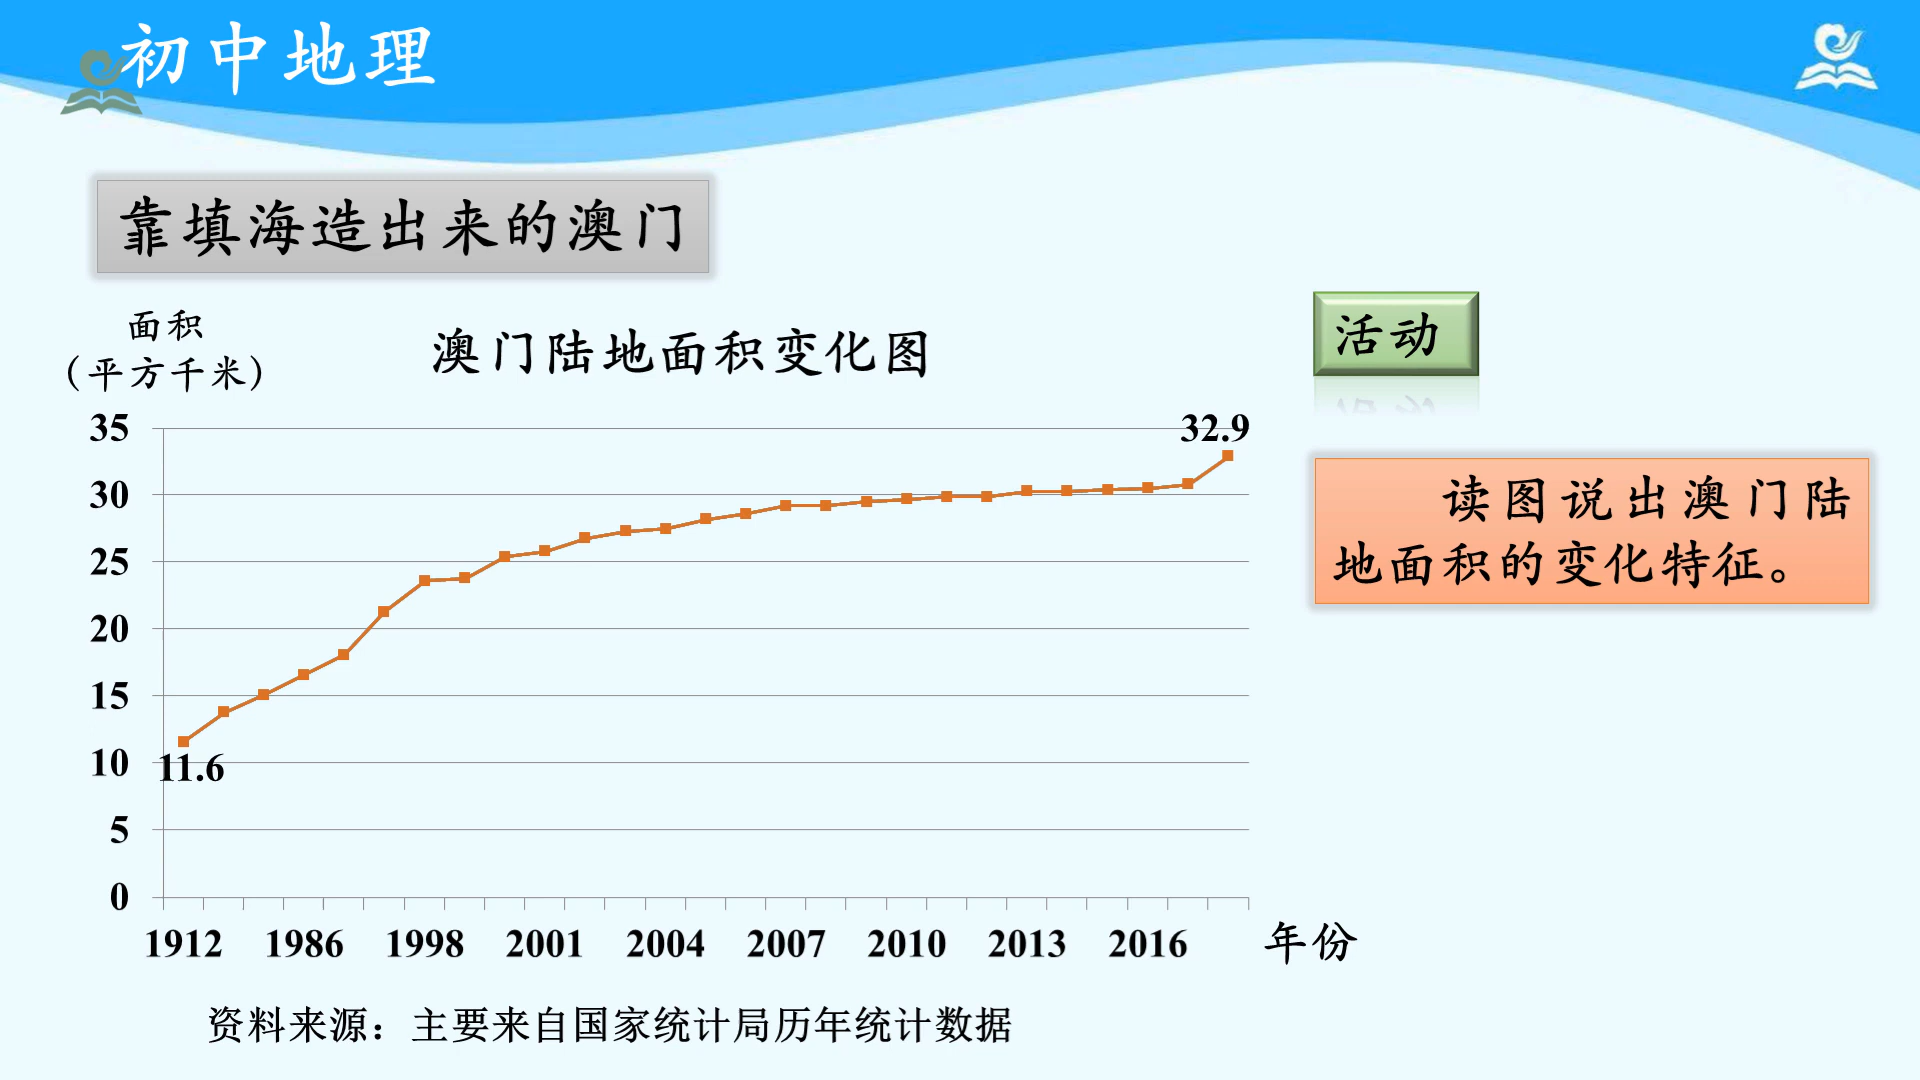 初中地理
靠填海造出来的澳门
面积
（平方千米）
澳门陆地面积变化图
35
30
25
20
15
10
5
0
32.9
11.6
1912 1986 1998 2001 2004 2007 2010 2013 2016
年份
资料来源：主要来自国家统计局历年统计数据
活动
读图说出澳门陆
地面积的变化特征。